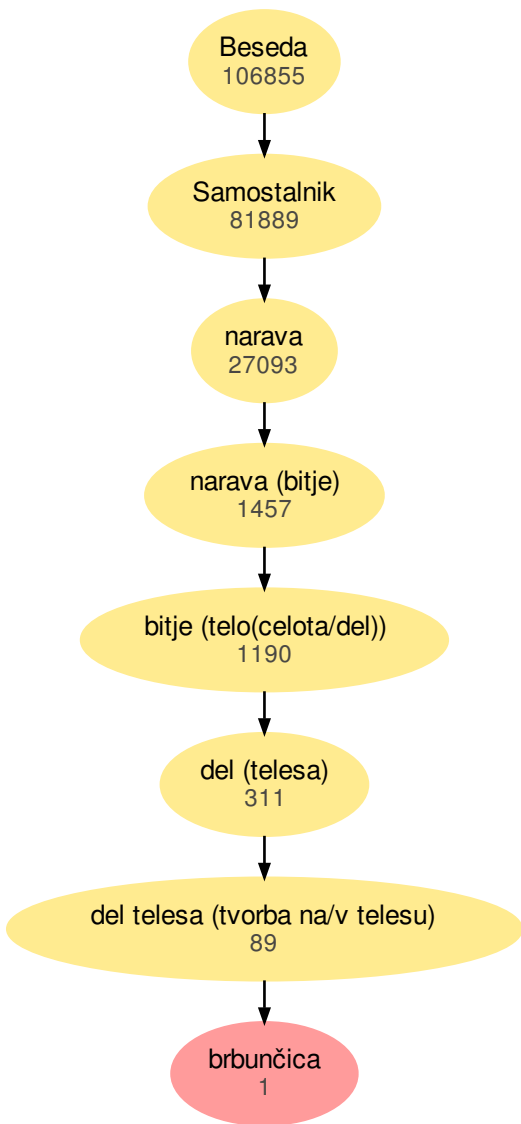 Beseda
106855
Samostalnik
81889
narava
27093
narava (bitje)
1457
bitje (telo(celota/del))
1190
del (telesa)
311
del telesa (tvorba na/v telesu)
89
brbunčica
1